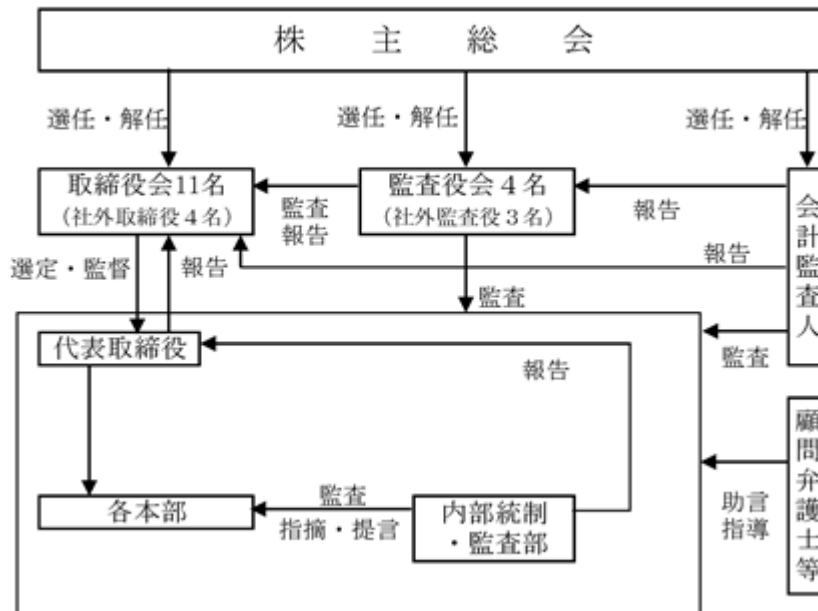 株主総会
選任・解任
選任・解任
選任・解任
取締役会11名
（社外取締役４名）
監査
報告
監査役会４名
（社外監査役３名）
報告
会計監査人
選定・監督
報告
報告
監査
代表取締役
報告
監査
各本部
監査
指摘・提言
内部統制
・監査部
助言
指導
顧問弁護士等